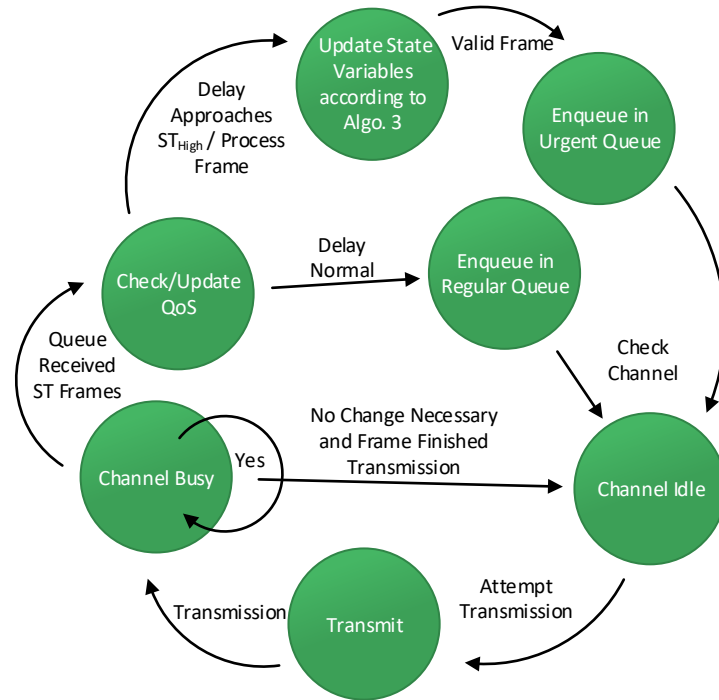 Update State
Variables
according to
Algo. 3
Valid Frame
Enqueue in
Urgent Queue
Delay
Approaches
STHigh / Process
Frame
Check/Update
QoS
Delay
Normal
Enqueue in
Regular Queue
Queue
Received
ST Frames
Check
Channel
Channel Busy
Yes
No Change Necessary
and Frame Finished
Transmission
Channel Idle
Transmission
Transmit
Attempt
Transmission